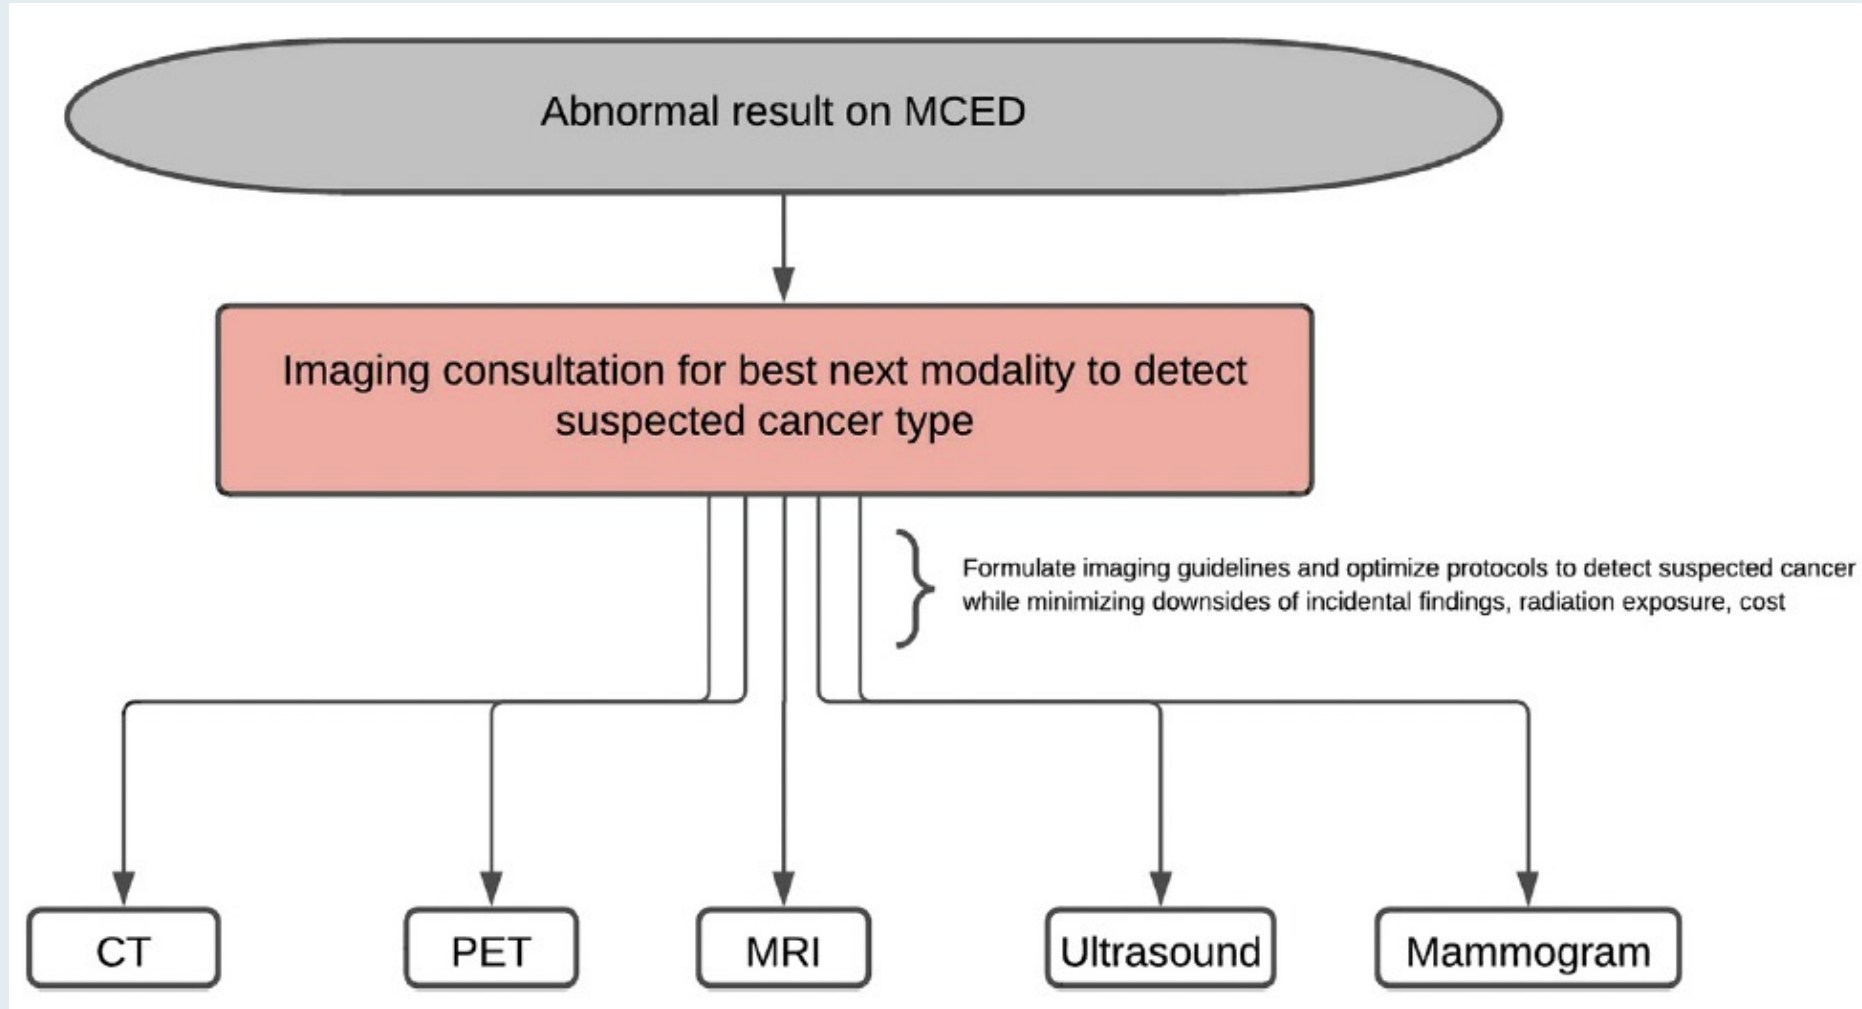 Abnormal result on MCED
Imaging consultation for best next modality to detect
suspected cancer type
Formulate imaging guidelines and optimize protocols to detect suspected cancer
while minimizing downsides of incidental findings, radiation exposure, cost
CT
PET
MRI
Ultrasound
Mammogram